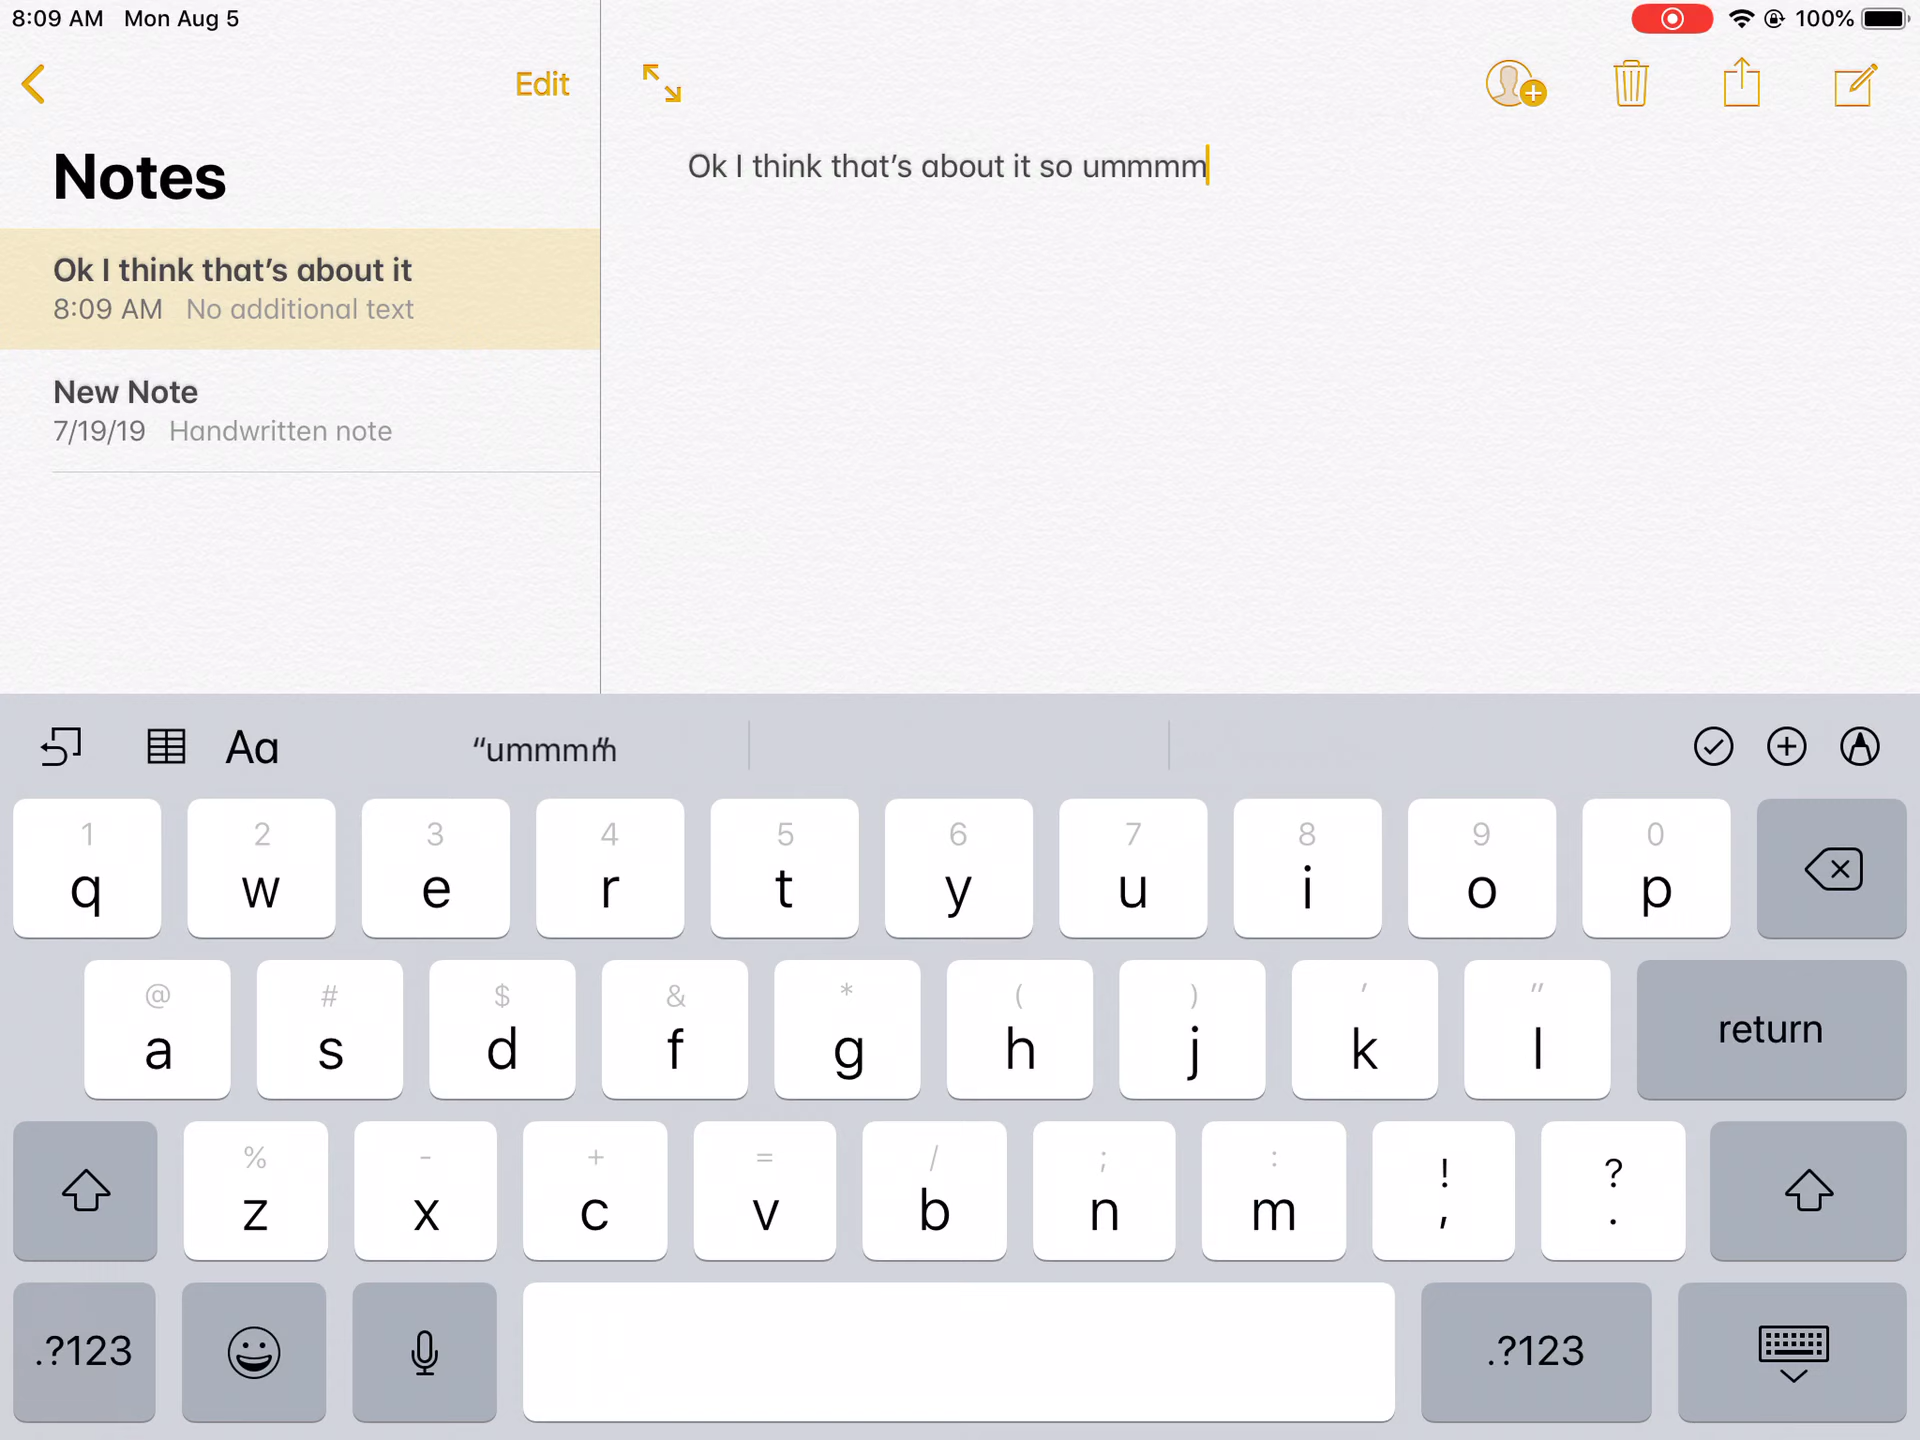 8:09 AM Mon Aug 5 100%
Edit
Notes
Ok I think that’s about it so ummmm
Ok I think that’s about it
8:09 AM No additional text
New Note
7/19/19 Handwritten note
Aa
1 2 3 4 5 6 7 8 9 0
q w e r t y u i o p
@ # $ & * ( ) ' "
a s d f g h j k l return
% - + = / ; : ! ?
z x c v b n m , .
.?123 .?123